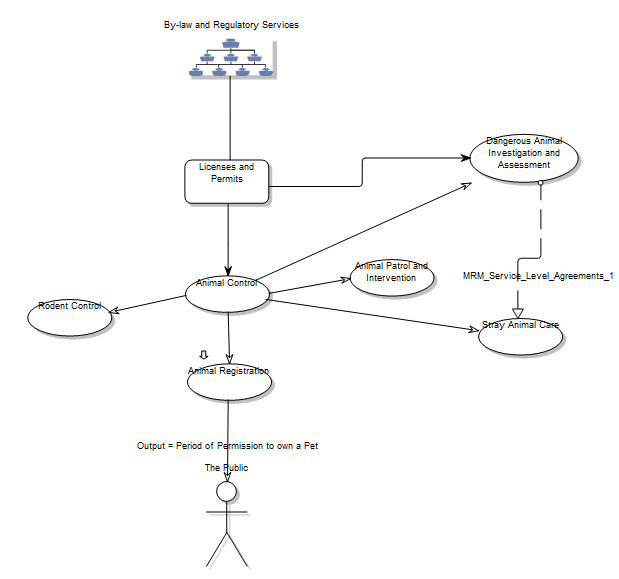 By-law and Regulatory Services
Dangerous Animal
Investigation and
Assessment
Licenses and
Permits
Animal Patrol and
Intervention
MRM_Service_Level_Agreements_1
Animal Control
Rodent Control
Stray Animal Care
Animal Registration
Output = Period of Permission to own a Pet
The Public